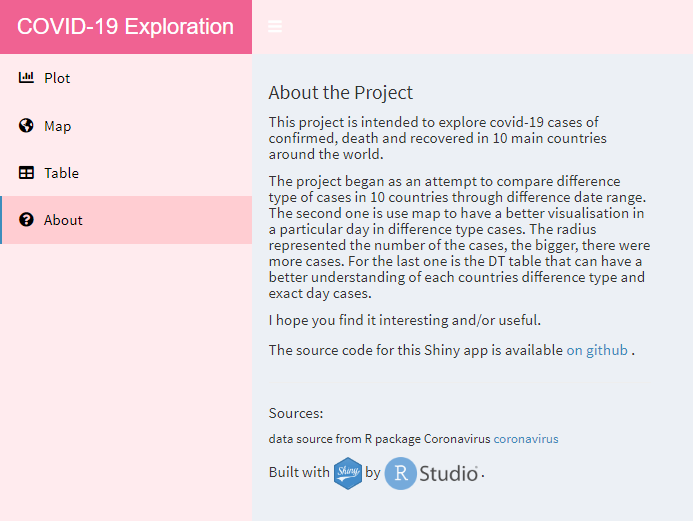 COVID-19 Exploration
Plot
Map
Table
About
About the Project
This project is intended to explore covid-19 cases of
confirmed, death and recovered in 10 main countries
around the world.
The project began as an attempt to compare difference
type of cases in 10 countries through difference date range.
The second one is use map to have a better visualisation in
a particular day in difference type cases. The radius
represented the number of the cases, the bigger, there were
more cases. For the last one is the DT table that can have a
better understanding of each countries difference type and
exact day cases.
I hope you find it interesting and/or useful.
The source code for this Shiny app is available on github .
Sources:
data source from R package Coronavirus coronavirus
Built with Shiny by R Studio .